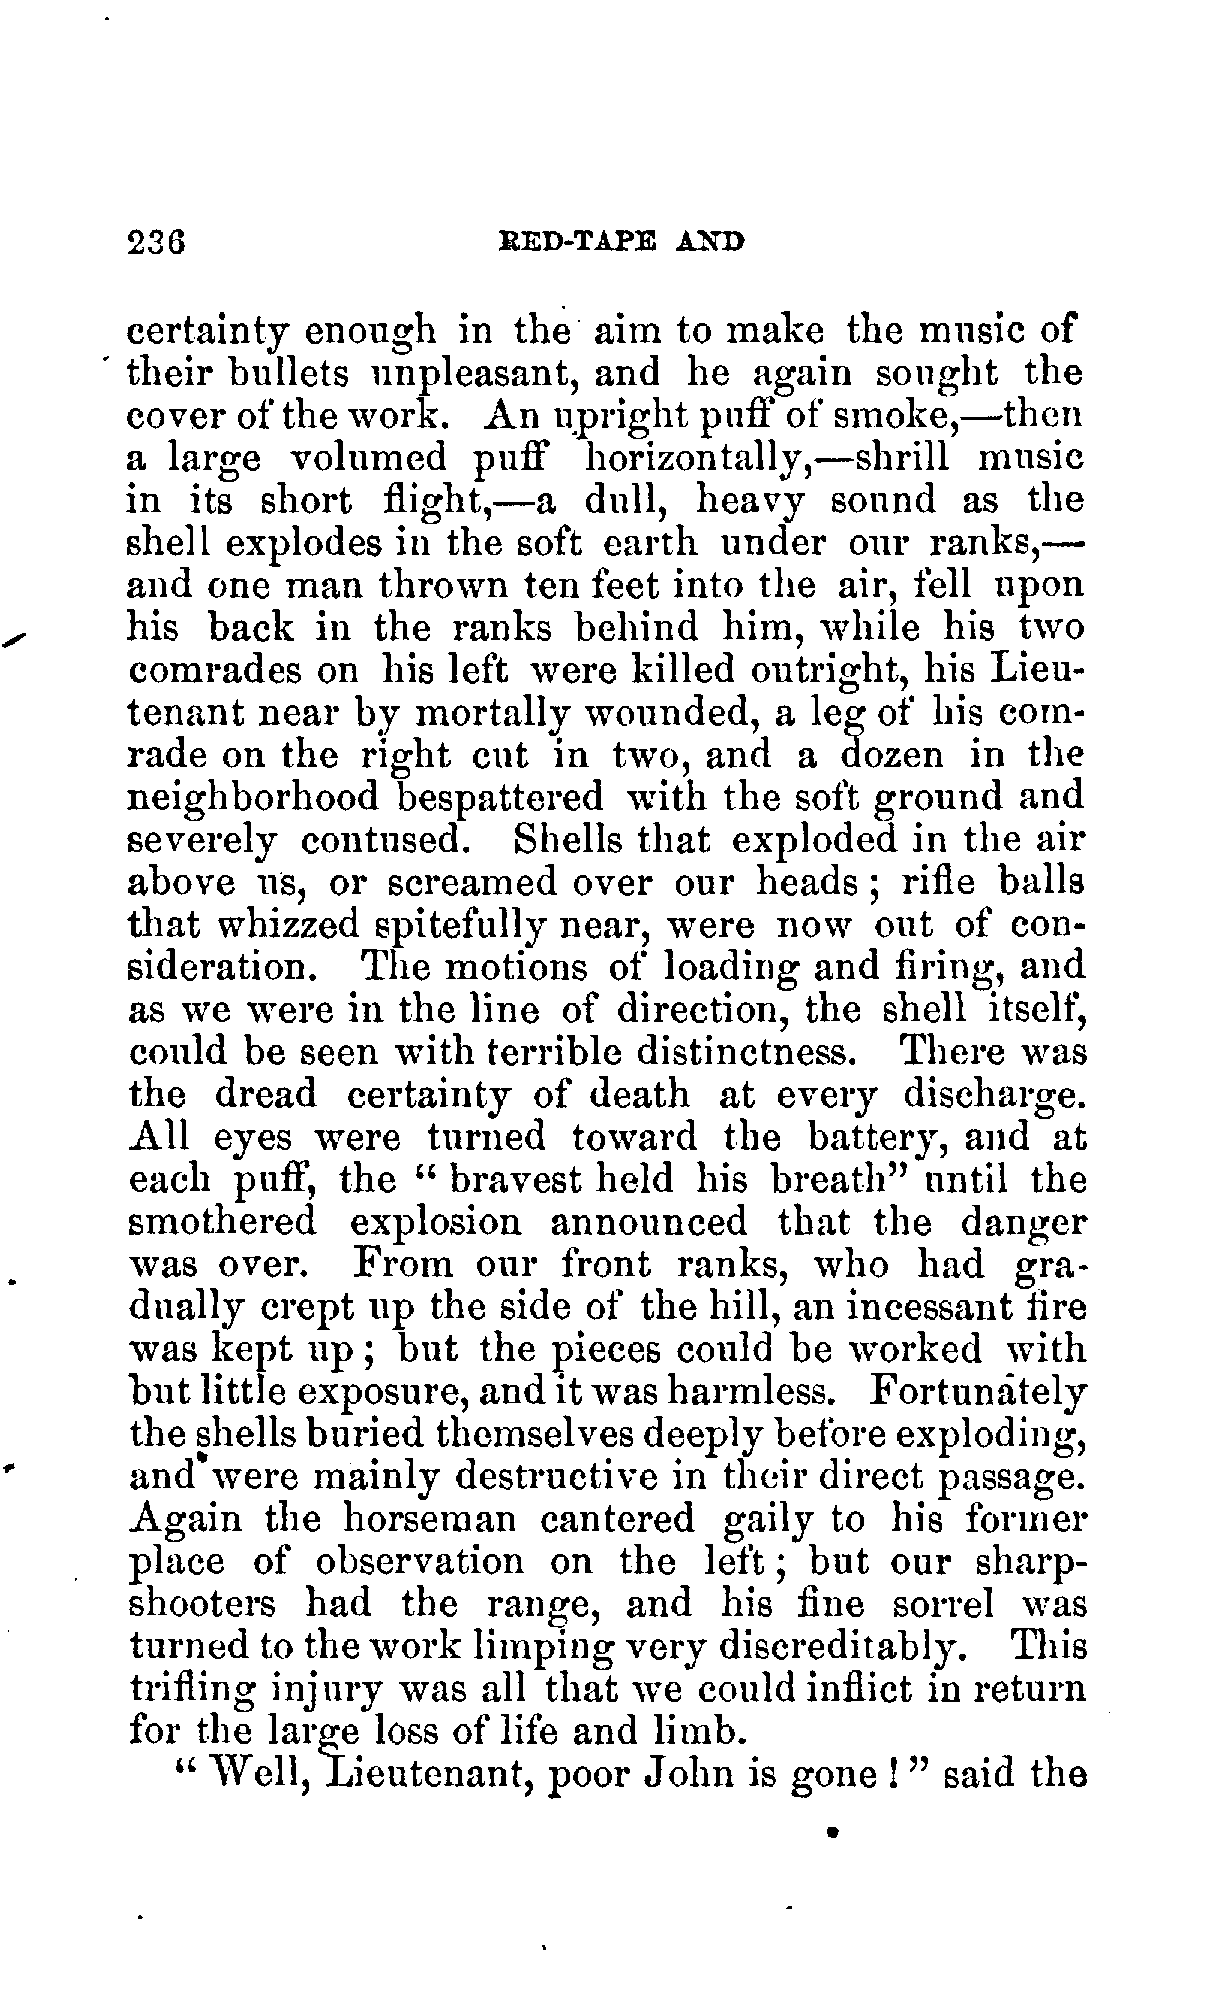 236 RED-TAPE AND
certainty enough in the aim to make the music of
their bullets unpleasant, and he again sought the
cover of the work. An upright puff of smoke,—then
a large volumed puff horizontally,—shrill music
in its short flight,—a dull, heavy sound as the
shell explodes in the soft earth under our ranks,—
and one man thrown ten feet into the air, fell upon
his back in the ranks behind him, while his two
comrades on his left were killed outright, his Lieu-
tenant near by mortally wounded, a leg of his com-
rade on the right cut in two, and a dozen in the
neighborhood bespattered with the soft ground and
severely contused. Shells that exploded in the air
above us, or screamed over our heads ; rifle balls
that whizzed spitefully near, were now out of con-
sideration. The motions of loading and firing, and
as we were in the line of direction, the shell itself,
could be seen with terrible distinctness. There was
the dread certainty of death at every discharge.
All eyes were turned toward the battery, and at
each puff, the “ bravest held his breath” until the
smothered explosion announced that the danger
was over. From our front ranks, who had gra-
dually crept up the side of the hill, an incessant fire
was kept up ; but the pieces could be worked with
but little exposure, and it was harmless. Fortunately
the shells buried themselves deeply before exploding,
and were mainly destructive in their direct passage.
Again the horseman cantered gaily to his former
place of observation on the left ; but our sharp-
shooters had the range, and his fine sorrel was
turned to the work limping very discreditably. This
trifling injury was all that we could inflict in return
for the large loss of life and limb.
“ Well, Lieutenant, poor John is gone ! ” said the